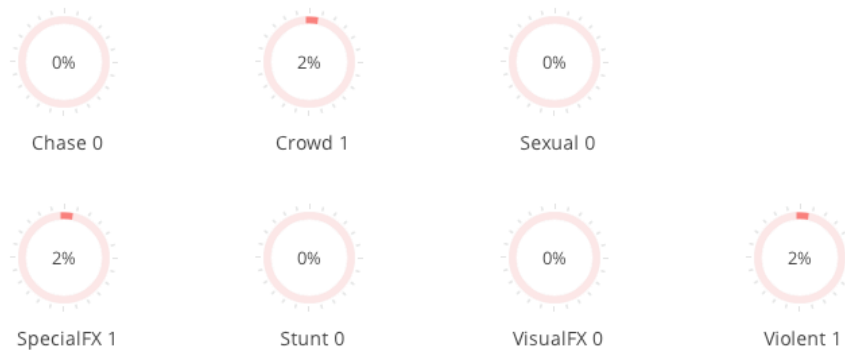 0% 2% 0%
Chase 0 Crowd 1 Sexual 0
2% 0% 0% 2%
SpecialFX 1 Stunt 0 VisualFX 0 Violent 1